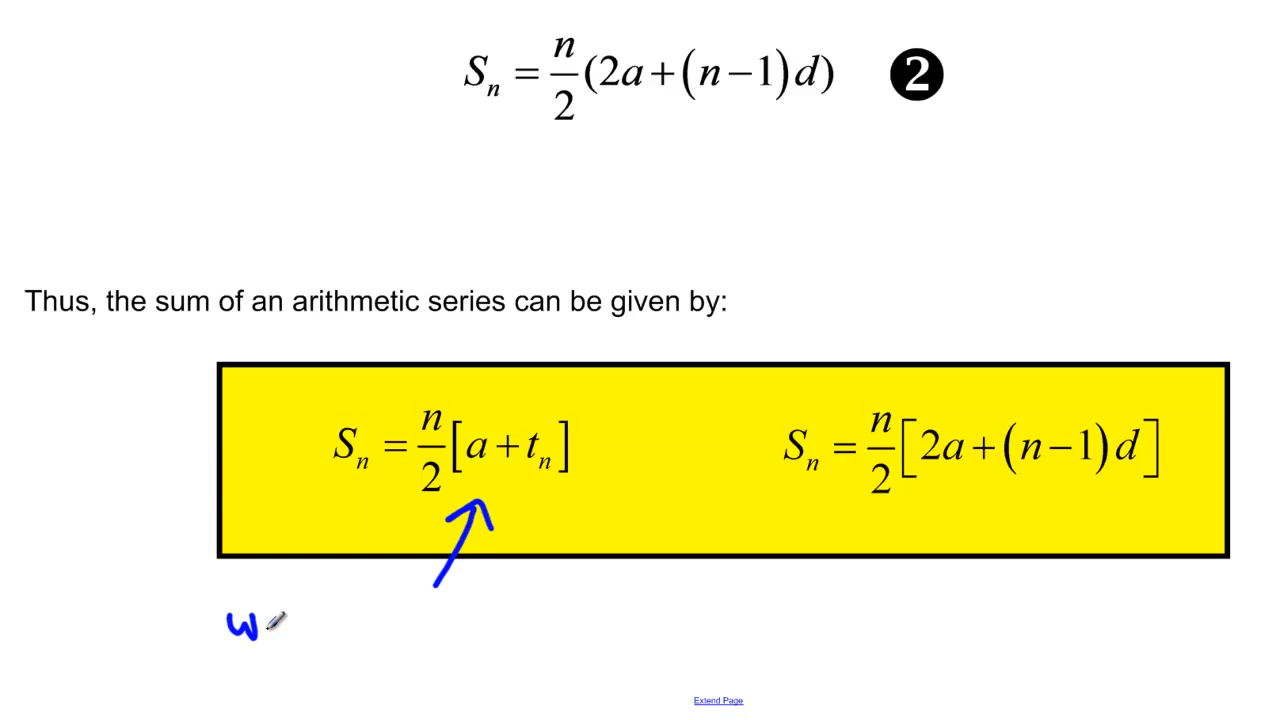 Sₙ = n/2 (2a + (n − 1) d) ❷
Thus, the sum of an arithmetic series can be given by:
Sₙ = n/2 [a + tₙ] Sₙ = n/2 [2a + (n − 1) d]
w
Extend Page